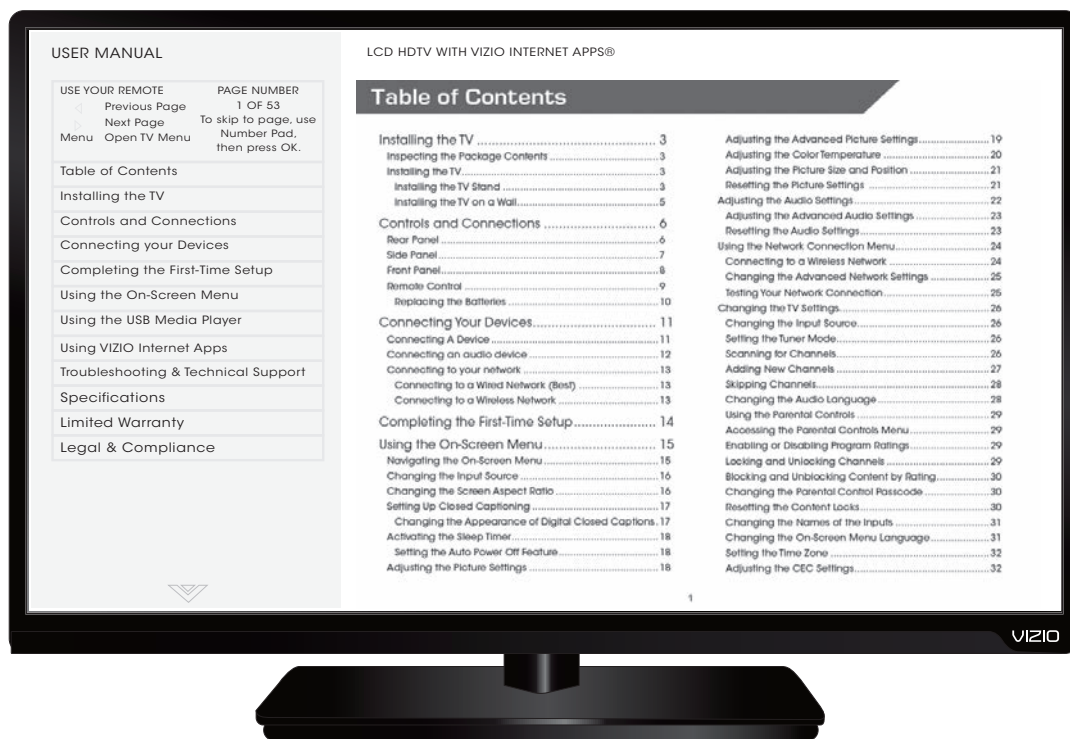 USER MANUAL
USE YOUR REMOTE
Previous Page
Next Page
Menu Open TV Menu
PAGE NUMBER
1 OF 53
To skip to page, use
Number Pad,
then press OK.
Table of Contents
Installing the TV
Controls and Connections
Connecting your Devices
Completing the First-Time Setup
Using the On-Screen Menu
Using the USB Media Player
Using VIZIO Internet Apps
Troubleshooting & Technical Support
Specifications
Limited Warranty
Legal & Compliance
LCD HDTV WITH VIZIO INTERNET APPS®
Table of Contents
Installing the TV ............................................. 3
Inspecting the Package Contents ................................ 3
Installing the TV.......................................................... 3
Installing the TV Stand ............................................. 3
Installing the TV on a Wall......................................... 5
Controls and Connections ............................ 6
Rear Panel ................................................................ 6
Side Panel ................................................................ 7
Front Panel............................................................... 8
Remote Control ........................................................ 9
Replacing the Batteries ........................................... 10
Connecting Your Devices............................... 11
Connecting A Device ................................................ 11
Connecting an audio device ..................................... 12
Connecting to your network ...................................... 13
Connecting to a Wired Network (Best) ....................... 13
Connecting to a Wireless Network ............................ 13
Completing the First-Time Setup..................... 14
Using the On-Screen Menu............................ 15
Navigating the On-Screen Menu................................ 15
Changing the Input Source ....................................... 16
Changing the Screen Aspect Ratio ............................ 16
Setting Up Closed Captioning ................................... 17
Changing the Appearance of Digital Closed Captions. 17
Activating the Sleep Timer........................................ 18
Setting the Auto Power Off Feature........................... 18
Adjusting the Picture Settings ................................... 18
Adjusting the Advanced Picture Settings.................... 19
Adjusting the Color Temperature ............................... 20
Adjusting the Picture Size and Position ...................... 21
Resetting the Picture Settings ................................... 21
Adjusting the Audio Settings..................................... 22
Adjusting the Advanced Audio Settings ..................... 23
Resetting the Audio Settings..................................... 23
Using the Network Connection Menu......................... 24
Connecting to a Wireless Network ............................ 24
Changing the Advanced Network Settings ................. 25
Testing Your Network Connection.............................. 25
Changing the TV Settings......................................... 26
Changing the Input Source....................................... 26
Setting the Tuner Mode............................................ 26
Scanning for Channels............................................. 26
Adding New Channels ............................................. 27
Skipping Channels................................................... 28
Changing the Audio Language .................................. 28
Using the Parental Controls ...................................... 29
Accessing the Parental Controls Menu....................... 29
Enabling or Disabling Program Ratings...................... 29
Locking and Unlocking Channels .............................. 29
Blocking and Unblocking Content by Rating............... 30
Changing the Parental Control Passcode ................... 30
Resetting the Content Locks..................................... 30
Changing the Names of the Inputs ............................ 31
Changing the On-Screen Menu Language.................. 31
Setting the Time Zone .............................................. 32
Adjusting the CEC Settings....................................... 32
1
VIZIO